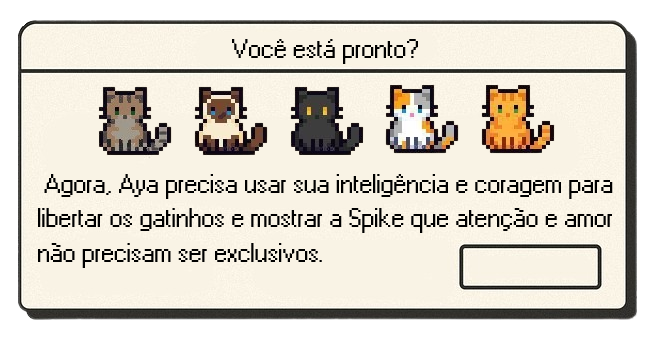 Você está pronto?
Agora, Aya precisa usar sua inteligência e coragem para
libertar os gatinhos e mostrar a Spike que atenção e amor
não precisam ser exclusivos.